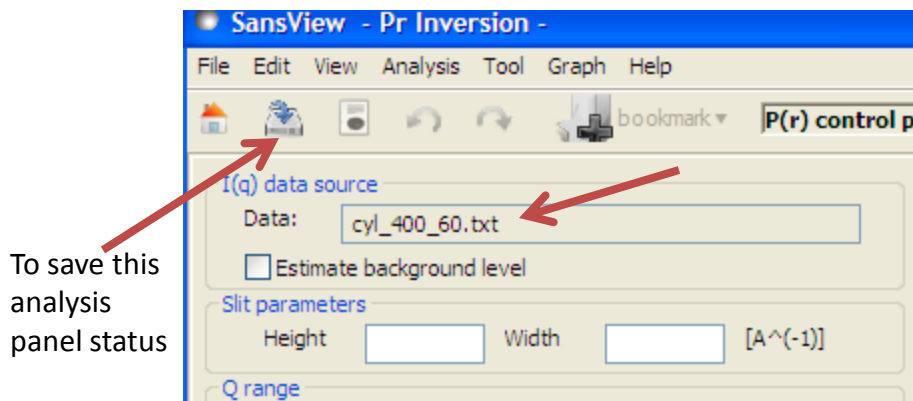 SansView - Pr Inversion -
File Edit View Analysis Tool Graph Help
bookmark P(r) control p
I(q) data source
Data: cyl_400_60.txt
Estimate background level
To save this
analysis
panel status
Slit parameters
Height Width [A^(-1)]
Q range